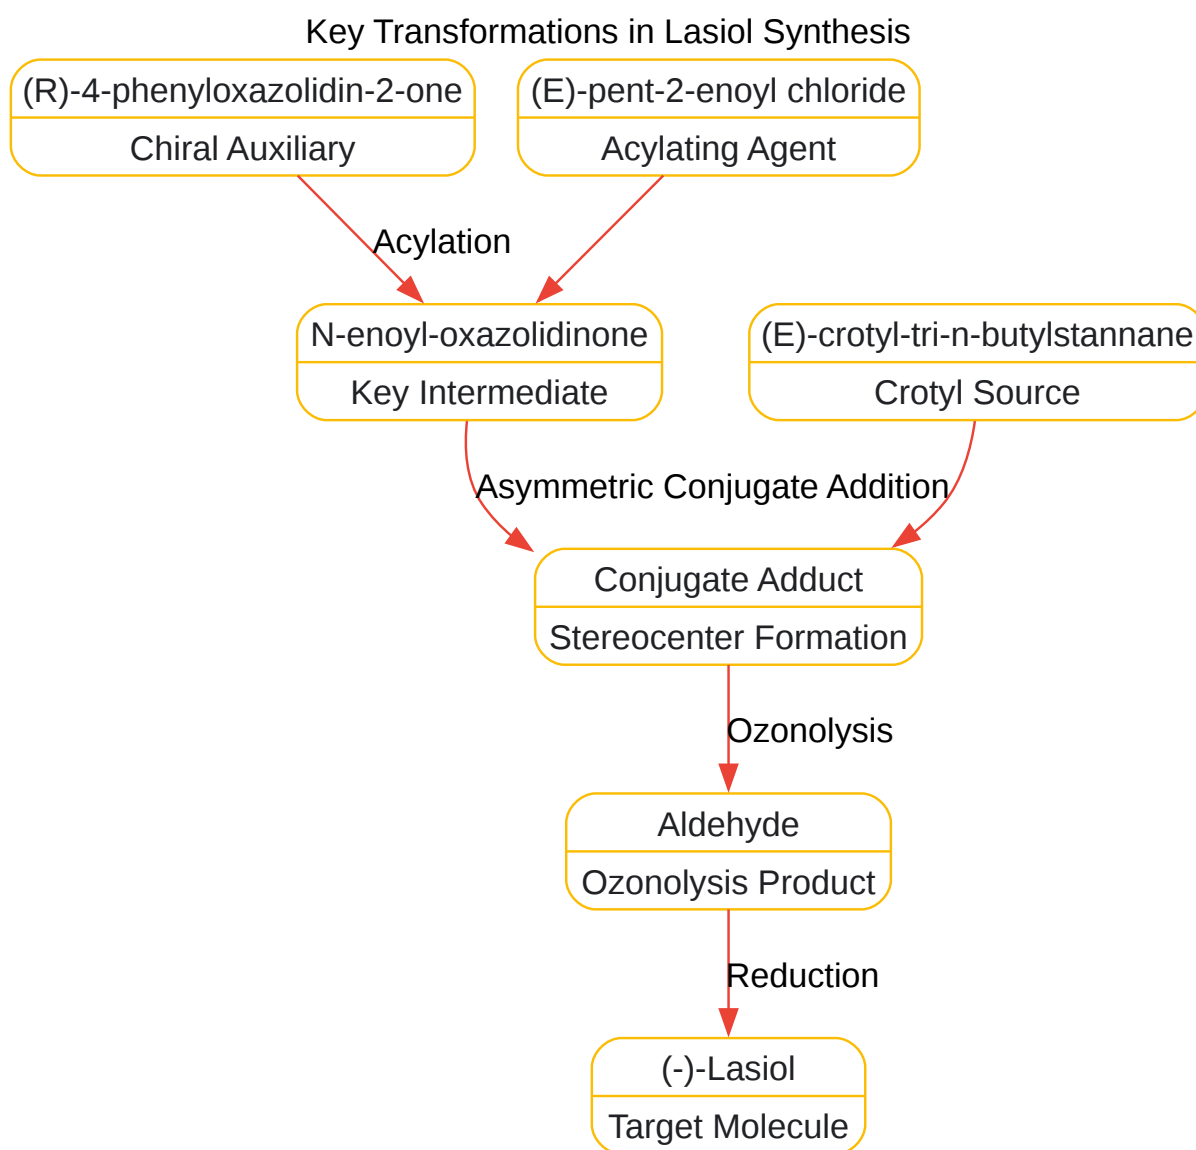 Key Transformations in Lasiol Synthesis
(R)-4-phenyloxazolidin-2-one
Chiral Auxiliary
(E)-pent-2-enoyl chloride
Acylating Agent
Acylation
N-enoyl-oxazolidinone
Key Intermediate
(E)-crotyl-tri-n-butylstannane
Crotyl Source
Asymmetric Conjugate Addition
Conjugate Adduct
Stereocenter Formation
Ozonolysis
Aldehyde
Ozonolysis Product
Reduction
(-)-Lasiol
Target Molecule